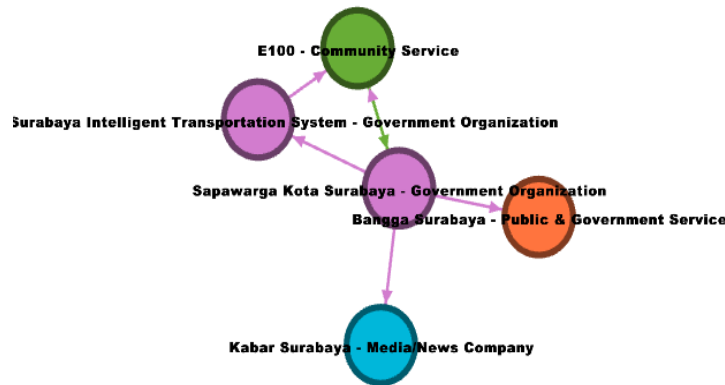 E100 - Community Service
Surabaya Intelligent Transportation System - Government Organization
Sapawarga Kota Surabaya - Government Organization
Bangga Surabaya - Public & Government Service
Kabar Surabaya - Media/News Company